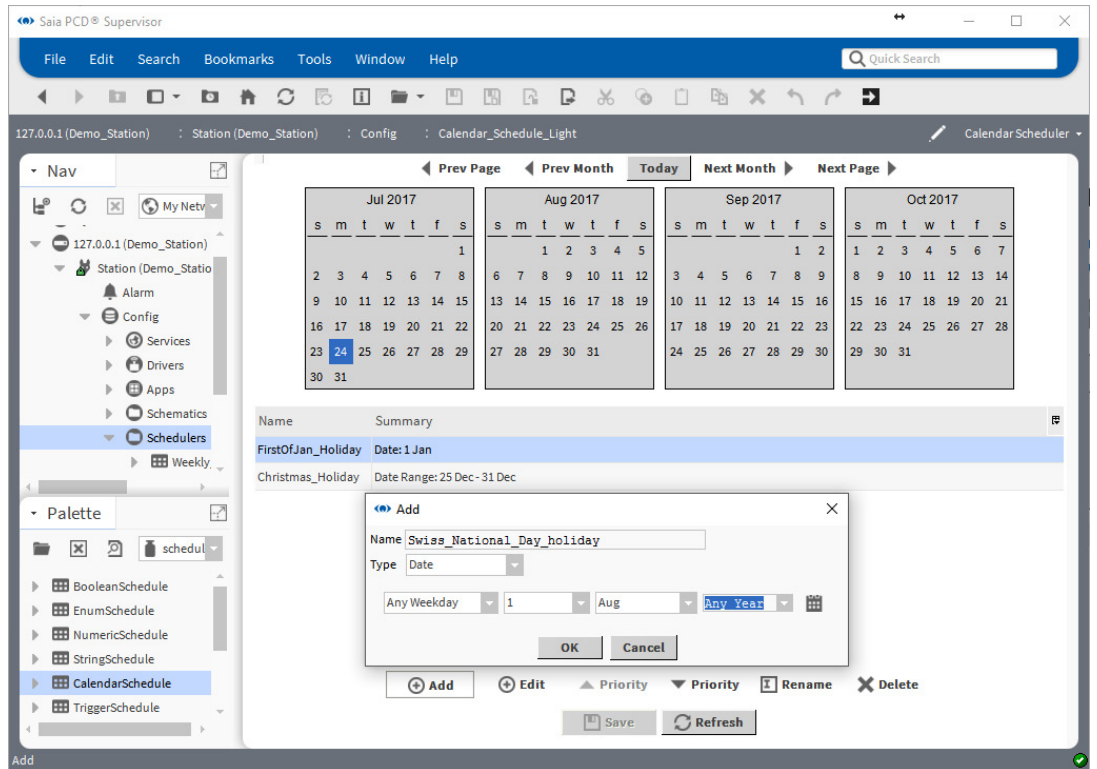 Saia PCD® Supervisor
File Edit Search Bookmarks Tools Window Help
Quick Search
127.0.0.1 (Demo_Station) : Station (Demo_Station) : Config : Calendar_Schedule_Light
Calendar Scheduler
Nav
My Netv
127.0.0.1 (Demo_Station)
Station (Demo_Statio
Alarm
Config
Services
Drivers
Apps
Schematics
Schedulers
Weekly_
Palette
schedul
BooleanSchedule
EnumSchedule
NumericSchedule
StringSchedule
CalendarSchedule
TriggerSchedule
Prev Page Prev Month Today Next Month Next Page
Jul 2017
s m t w t f s
1
2 3 4 5 6 7 8
9 10 11 12 13 14 15
16 17 18 19 20 21 22
23 24 25 26 27 28 29
30 31
Aug 2017
s m t w t f s
1 2 3 4 5
6 7 8 9 10 11 12
13 14 15 16 17 18 19
20 21 22 23 24 25 26
27 28 29 30 31
Sep 2017
s m t w t f s
1 2
3 4 5 6 7 8 9
10 11 12 13 14 15 16
17 18 19 20 21 22 23
24 25 26 27 28 29 30
Oct 2017
s m t w t f s
1 2 3 4 5 6 7
8 9 10 11 12 13 14
15 16 17 18 19 20 21
22 23 24 25 26 27 28
29 30 31
Name Summary
FirstOfJan_Holiday Date: 1 Jan
Christmas_Holiday Date Range: 25 Dec - 31 Dec
Add
Name Swiss_National_Day_holiday
Type Date
Any Weekday 1 Aug Any Year
OK Cancel
Add Edit Priority Priority Rename Delete
Save Refresh
Add